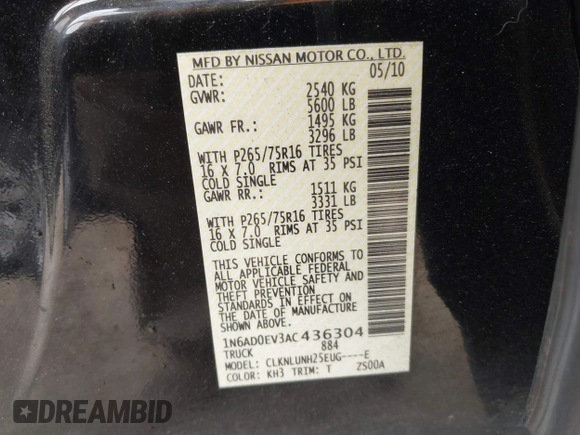 MFD BY NISSAN MOTOR CO., LTD.
DATE: 05/10
GVWR: 2540 KG
5600 LB
GAWR FR.: 1495 KG
3296 LB
WITH P265/75R16 TIRES
16 x 7.0 RIMS AT 35 PSI
COLD SINGLE
GAWR RR.: 1511 KG
3331 LB
WITH P265/75R16 TIRES
16 x 7.0 RIMS AT 35 PSI
COLD SINGLE
THIS VEHICLE CONFORMS TO
ALL APPLICABLE FEDERAL
MOTOR VEHICLE SAFETY AND
THEFT PREVENTION
STANDARDS IN EFFECT ON
THE DATE OF MANUFACTURE
SHOWN ABOVE.
1N6AD0EV3AC436304
TRUCK 884
MODEL: CLKNLUNH25EUG----E
COLOR: KH3 TRIM: T ZS00A
DREAMBID